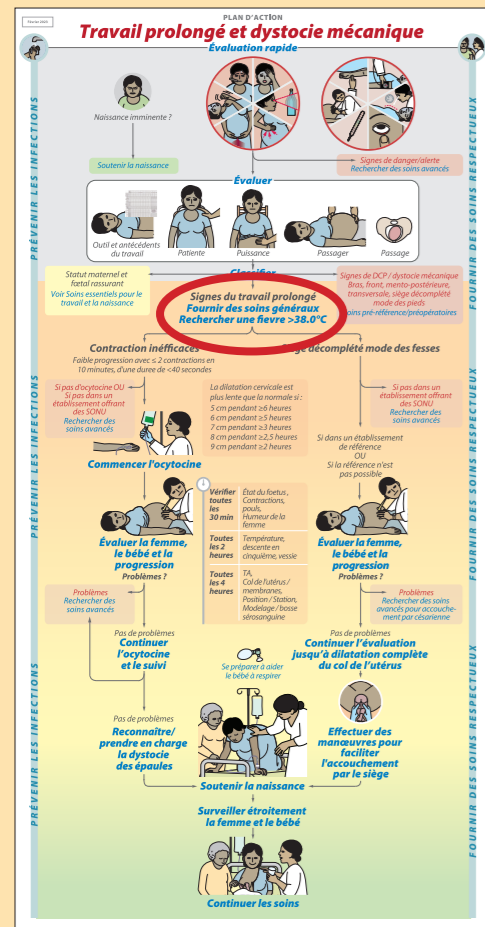 Février 2020
PLAN D'ACTION
Travail prolongé et dystocie mécanique
Évaluation rapide
PRÉVENIR LES INFECTIONS
FOURNIR DES SOINS RESPECTUEUX
Naissance imminente ?
Soutenir la naissance
Signes de danger/alerte
Rechercher des soins avancés
Évaluer
Outil et antécédents
du travail
Patiente
Puissance
Passager
Passage
Statut maternel et
fœtal rassurant
Voir Soins essentiels pour le
travail et la naissance
Classifier
Signes de DCP / dystocie mécanique
Bras, front, mento-postérieure,
transversale, siège décomplété
mode des pieds
soins pré-référence/préopératoires
Signes du travail prolongé
Fournir des soins généraux
Rechercher une fievre >38.0°C
Contraction inefficaces
Faible progression avec ≤ 2 contractions en
10 minutes, d'une duree de <40 secondes
décomplété mode des fesses
Si pas d'ocytocine OU
Si pas dans un
établissement offrant
des SONU
Rechercher des
soins avancés
La dilatation cervicale est
plus lente que la normale si :
5 cm pendant ≥6 heures
6 cm pendant ≥5 heures
7 cm pendant ≥3 heures
8 cm pendant ≥2,5 heures
9 cm pendant ≥2 heures
Si pas dans un
établissement offrant
des SONU
Rechercher des
soins avancés
Commencer l'ocytocine
Si dans un établissement
de référence
OU
Si la référence n'est
pas possible
Vérifier
toutes
les
30 min
État du foetus ,
Contractions,
pouls,
Humeur de la
femme
Toutes
les 2
heures
Température,
descente en
cinquième, vessie
Toutes
les 4
heures
TA,
Col de l'utérus /
membranes,
Position / Station,
Modelage / bosse
sérosanguine
Évaluer la femme,
le bébé et la
progression
Problèmes ?
Évaluer la femme,
le bébé et la
progression
Problèmes ?
Problèmes
Rechercher des
soins avancés
Problèmes
Rechercher des soins
avancés pour accouche-
ment par césarienne
Pas de problèmes
Continuer
l'ocytocine
et le suivi
Pas de problèmes
Continuer l'évaluation
jusqu'à dilatation complète
du col de l'utérus
Se préparer à aider
le bébé à respirer
PRÉVENIR LES INFECTIONS
FOURNIR DES SOINS RESPECTUEUX
Pas de problèmes
Reconnaître/
prendre en charge
la dystocie
des épaules
Effectuer des
manœuvres pour
faciliter
l'accouchement
par le siège
Soutenir la naissance
Surveiller étroitement
la femme et le bébé
Continuer les soins